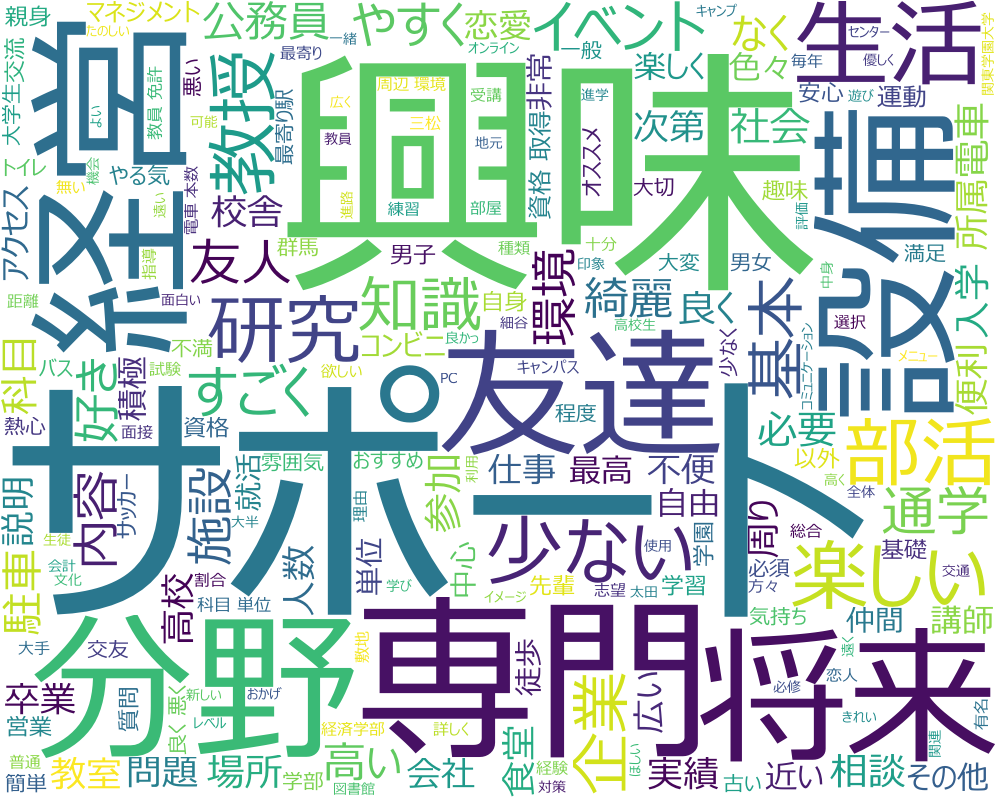 親身
マネジメント
たのしい
公務員
やすく
恋愛
オンライン
一緒
イベント
キャンプ
なく
生活
センター
優しく
関東学園大学
大学生交流
経営
教員 免許
よい
悪い
教授
最寄り
最寄り駅
興味
周辺 環境
広く
受講
進学
教員
三松
地元
進路
練習
部屋
非常
資格 取得
一般
楽しく
オススメ
色々
次第
社会
毎年
安心
遊び
運動
設備
所属
電車
トイレ
無い
機会
やる気
可能
電車 本数
遠い
指導
アクセス
校舎
大切
趣味
評価
満足
友人
群馬
男子
種類
十分
印象
大変
男女
中身
距離
面白い
研究
知識
自身
細谷
環境
綺麗
高校生
良く
少なく
基本
選択
コミュニケーション
入学
便利
メニュー
科目
バス
不満
試験
好き
積極
すごく
コンビニ
欲しい
良かっ
PC
キャンパス
友達
程度
必要
熱心
面接
資格
サポート
雰囲気
おすすめ
利用
仕事
最高
不便
以外
部活
高く
全体
説明
内容
サッカー
施設
就活
大半
理由
参加
少ない
自由
周り
総合
通学
生徒
会計
文化
駐車
高校
割合
科目 単位
学び
人数
単位
中心
イメージ
先輩
志望
使用
太田
学園
学習
必須
方々
基礎
交通
楽しい
大手
交友
分野
敷地
専門
徒歩
気持ち
仲間
講師
遠く
将来
恋人
必修
きれい
有名
卒業
営業
質問
悪く
良く
新しい
レベル
おかげ
経済学部
詳しく
企業
広い
ほしい
関連
普通
簡単
教室
問題
場所
学部
図書館
高い
会社
食堂
経験
対策
実績
古い
近い
相談
その他